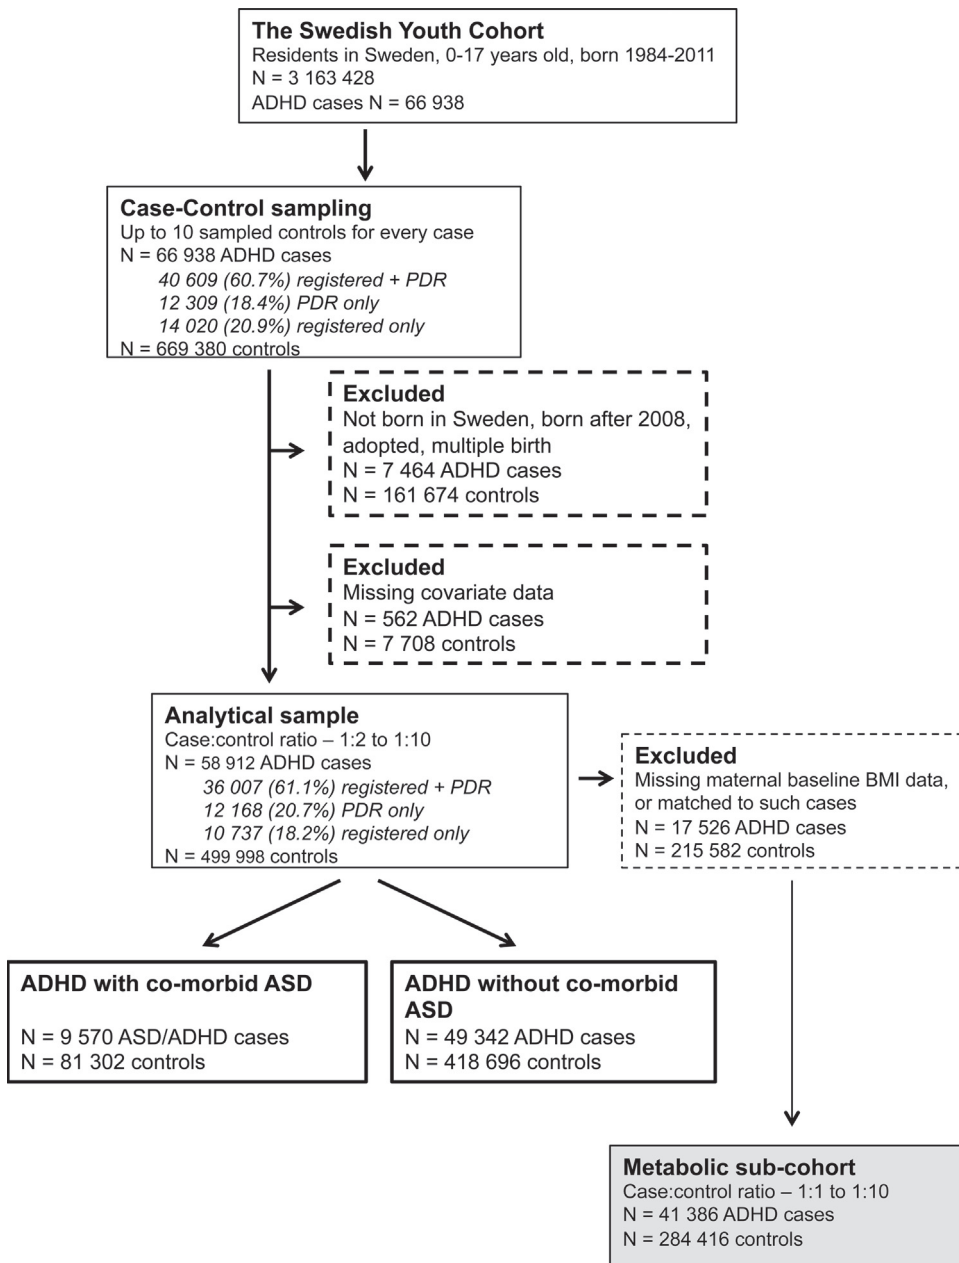 The Swedish Youth Cohort
Residents in Sweden, 0-17 years old, born 1984-2011
N = 3 163 428
ADHD cases N = 66 938
Case-Control sampling
Up to 10 sampled controls for every case
N = 66 938 ADHD cases
40 609 (60.7%) registered + PDR
12 309 (18.4%) PDR only
14 020 (20.9%) registered only
N = 669 380 controls
Excluded
Not born in Sweden, born after 2008,
adopted, multiple birth
N = 7 464 ADHD cases
N = 161 674 controls
Excluded
Missing covariate data
N = 562 ADHD cases
N = 7 708 controls
Analytical sample
Case:control ratio – 1:2 to 1:10
N = 58 912 ADHD cases
36 007 (61.1%) registered + PDR
12 168 (20.7%) PDR only
10 737 (18.2%) registered only
N = 499 998 controls
Excluded
Missing maternal baseline BMI data,
or matched to such cases
N = 17 526 ADHD cases
N = 215 582 controls
ADHD with co-morbid ASD
N = 9 570 ASD/ADHD cases
N = 81 302 controls
ADHD without co-morbid
ASD
N = 49 342 ADHD cases
N = 418 696 controls
Metabolic sub-cohort
Case:control ratio – 1:1 to 1:10
N = 41 386 ADHD cases
N = 284 416 controls